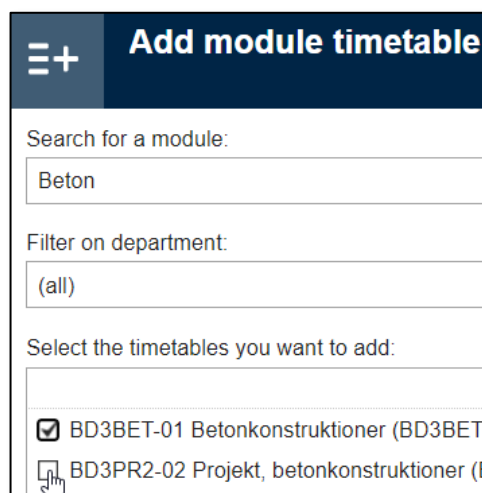 Add module timetable
Search for a module:
Beton
Filter on department:
(all)
Select the timetables you want to add:
BD3BET-01 Betonkonstruktioner (BD3BET
BD3PR2-02 Projekt, betonkonstruktioner (